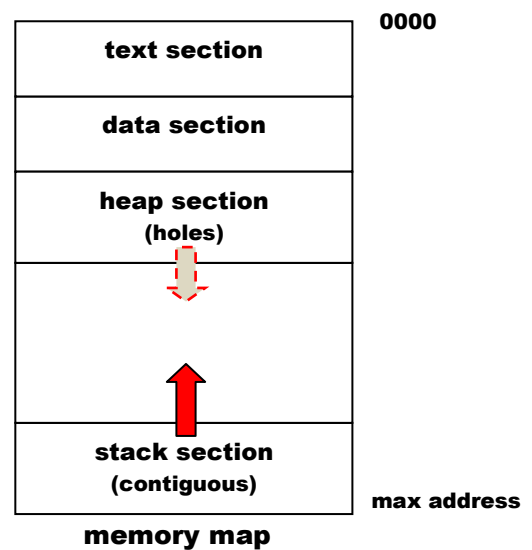 0000
text section
data section
heap section
(holes)
stack section
(contiguous)
max address
memory map